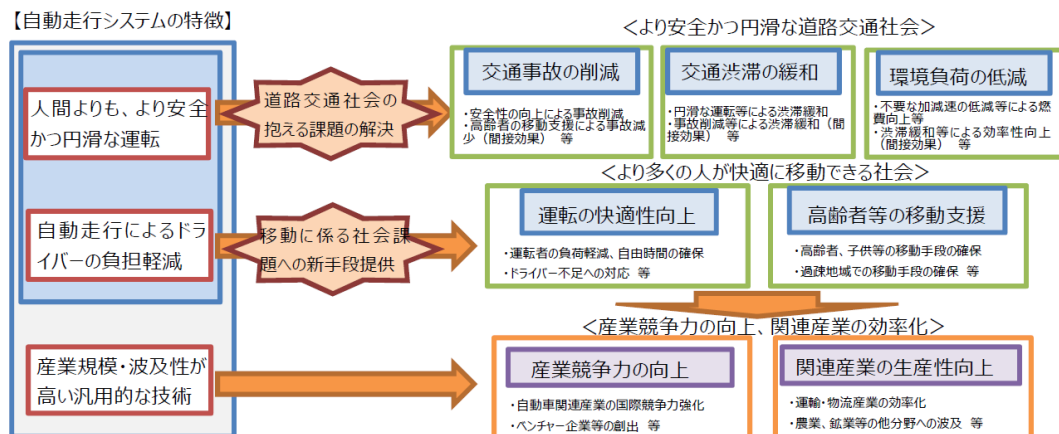 【自動走行システムの特徴】
＜より安全かつ円滑な道路交通社会＞
人間よりも、より安全
かつ円滑な運転
道路交通社会の
抱える課題の解決
交通事故の削減
・安全性の向上による事故削減
・高齢者の移動支援による事故減
少（間接効果） 等
交通渋滞の緩和
・円滑な運転等による渋滞緩和
・事故削減等による渋滞緩和（間
接効果） 等
環境負荷の低減
・不要な加減速の低減等による燃
費向上等
・渋滞緩和等による効率性向上
（間接効果） 等
＜より多くの人が快適に移動できる社会＞
自動走行によるドラ
イバーの負担軽減
移動に係る社会課
題への新手段提供
運転の快適性向上
・運転者の負荷軽減、自由時間の確保
・ドライバー不足への対応 等
高齢者等の移動支援
・高齢者、子供等の移動手段の確保
・過疎地域での移動手段の確保 等
＜産業競争力の向上、関連産業の効率化＞
産業規模・波及性が
高い汎用的な技術
産業競争力の向上
・自動車関連産業の国際競争力強化
・ベンチャー企業等の創出 等
関連産業の生産性向上
・運輸・物流産業の効率化
・農業、鉱業等の他分野への波及 等